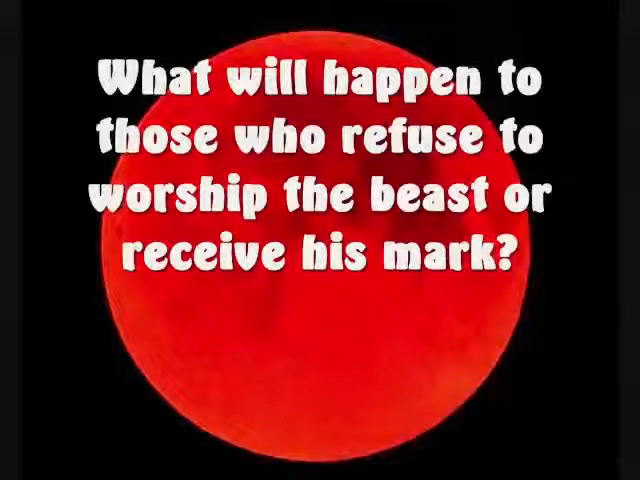 What will happen to
those who refuse to
worship the beast or
receive his mark?